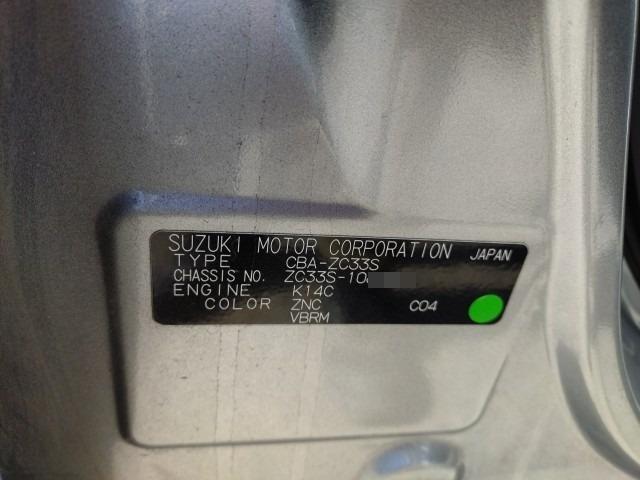 SUZUKI MOTOR CORPORATION JAPAN
TYPE CBA-ZC33S
CHASSIS NO. ZC33S-10
ENGINE K14C
COLOR ZNC C04
VBRM